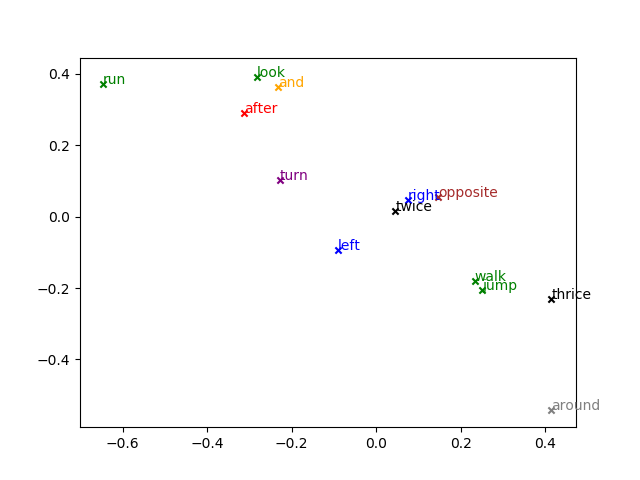 0.4
0.2
0.0
−0.2
−0.4
−0.6
−0.4
−0.2
0.0
0.2
0.4
run
look
and
after
turn
right
opposite
twice
left
walk
jump
thrice
around